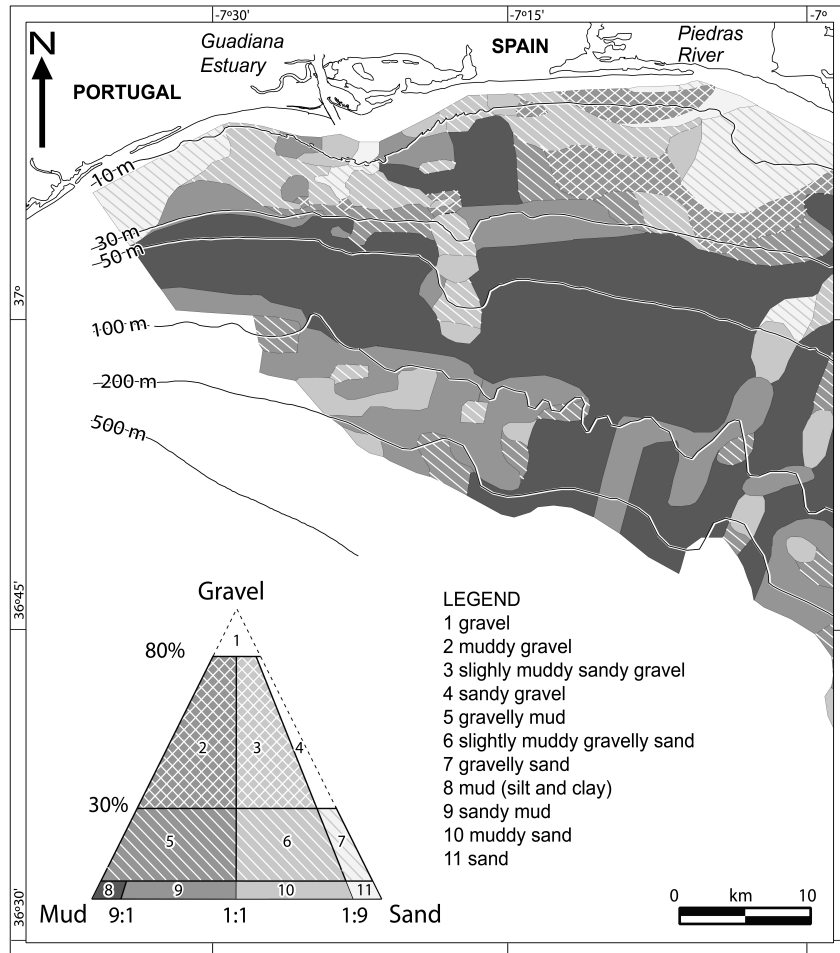 -7º30'
-7º15'
-7º
N
Guadiana
Estuary
SPAIN
Piedras
River
PORTUGAL
-10 m
-30 m
-50 m
37º
100 m
-200 m
500 m
36º45'
Gravel
80%
1
2
3
4
30%
5
6
7
8
9
10
11
Mud
9:1
1:1
1:9
Sand
36º30'
LEGEND
1 gravel
2 muddy gravel
3 slighly muddy sandy gravel
4 sandy gravel
5 gravelly mud
6 slightly muddy gravelly sand
7 gravelly sand
8 mud (silt and clay)
9 sandy mud
10 muddy sand
11 sand
0 km 10